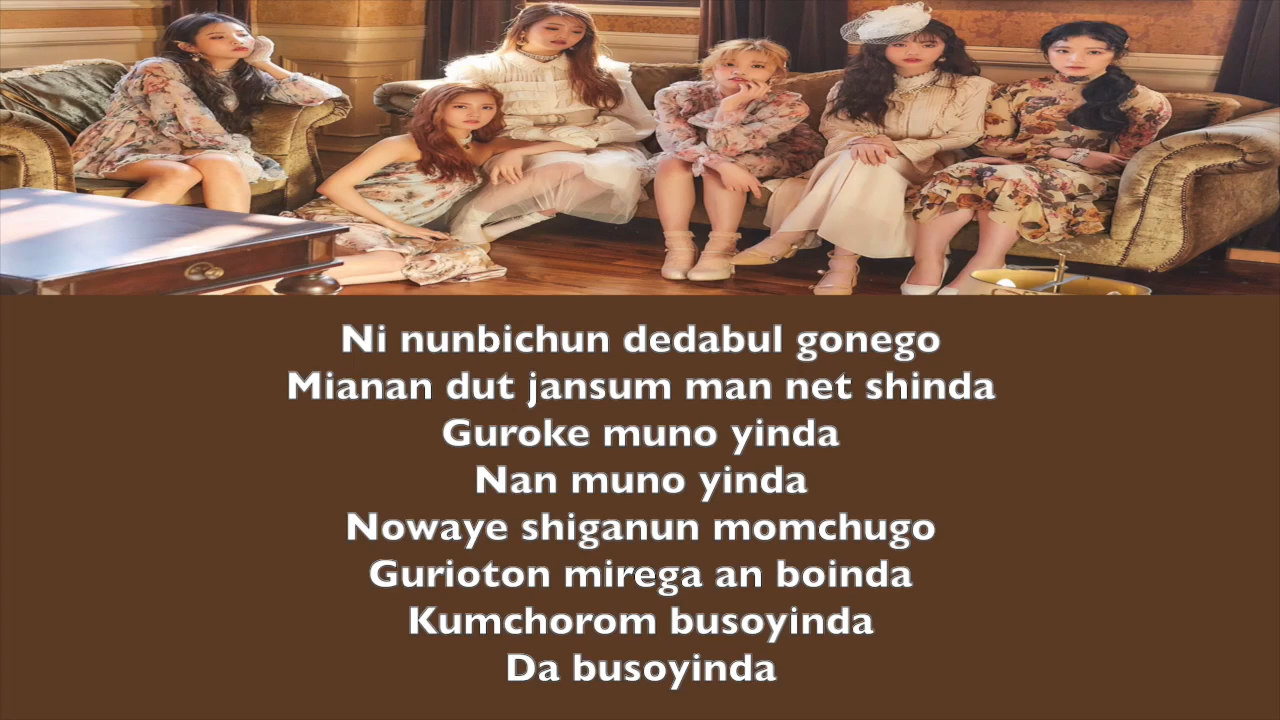 Ni nunbichun dedabul gonego
Mianan dut jansum man net shinda
Guroke muno yinda
Nan muno yinda
Nowaye shiganun momchugo
Gurioton mirega an boinda
Kumchorom busoyinda
Da busoyinda